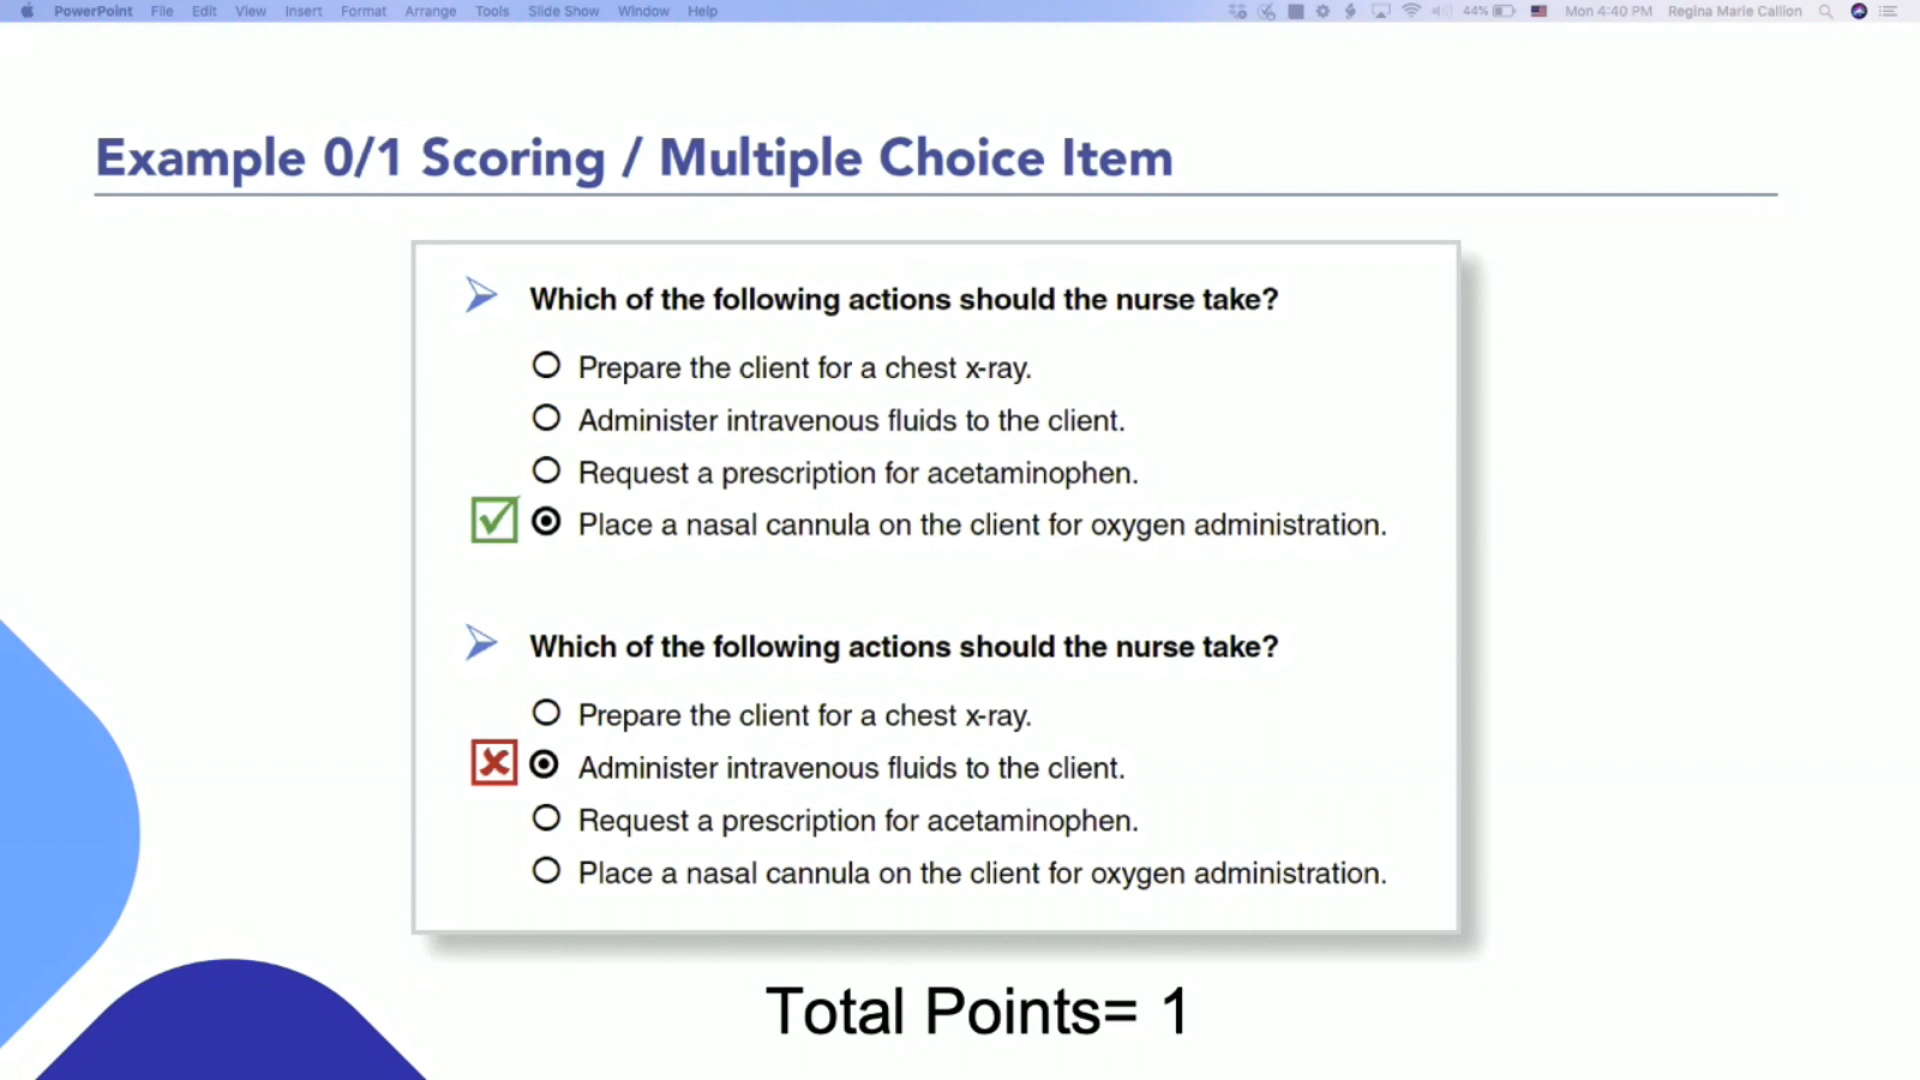 PowerPoint File Edit View Insert Format Arrange Tools Slide Show Window Help 44% Mon 4:40 PM Regina Marie Callion
Example 0/1 Scoring / Multiple Choice Item
Which of the following actions should the nurse take?
Prepare the client for a chest x-ray.
Administer intravenous fluids to the client.
Request a prescription for acetaminophen.
Place a nasal cannula on the client for oxygen administration.
Which of the following actions should the nurse take?
Prepare the client for a chest x-ray.
Administer intravenous fluids to the client.
Request a prescription for acetaminophen.
Place a nasal cannula on the client for oxygen administration.
Total Points= 1